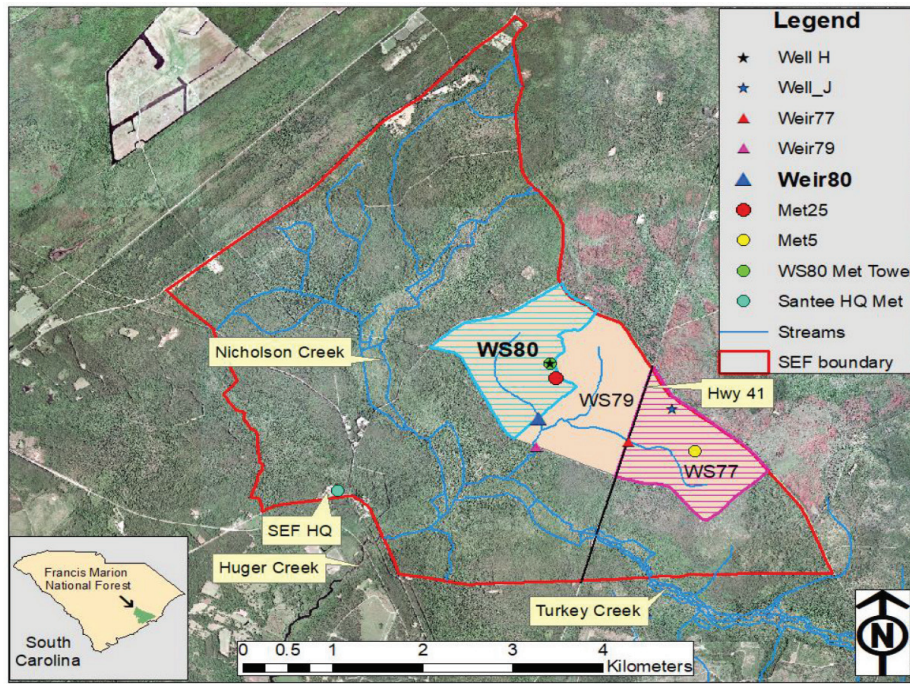 Legend
Well H
Well_J
Weir77
Weir79
Weir80
Met25
Met5
WS80 Met Towe
Santee HQ Met
Streams
SEF boundary
Nicholson Creek
WS80
WS79
Hwy 41
WS77
SEF HQ
Huger Creek
Turkey Creek
Francis Marion
National Forest
South
Carolina
0 0.5 1 2 3 4
Kilometers
N